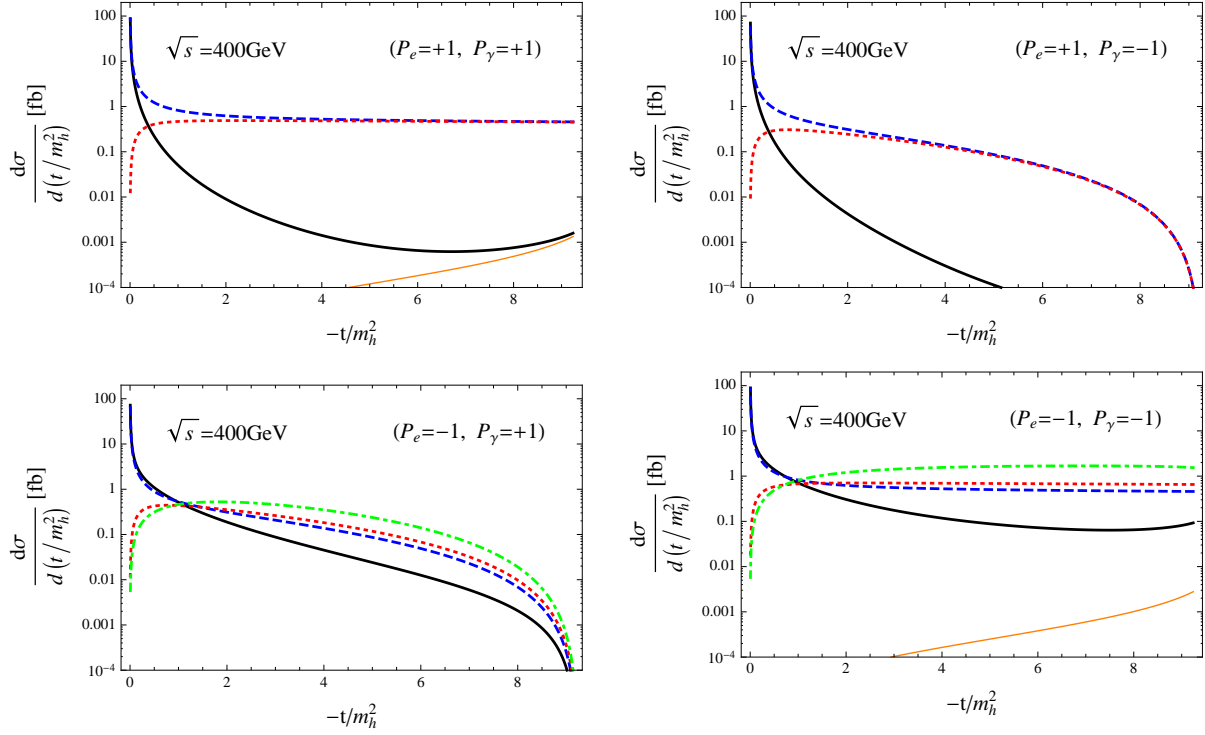 √s =400GeV (P_e=+1, P_γ=+1)
dσ/d(t/m_h^2) [fb]
100
10
1
0.1
0.01
0.001
10^-4
0 2 4 6 8
-t/m_h^2
√s =400GeV (P_e=+1, P_γ=-1)
dσ/d(t/m_h^2) [fb]
100
10
1
0.1
0.01
0.001
10^-4
0 2 4 6 8
-t/m_h^2
√s =400GeV (P_e=-1, P_γ=+1)
dσ/d(t/m_h^2) [fb]
100
10
1
0.1
0.01
0.001
10^-4
0 2 4 6 8
-t/m_h^2
√s =400GeV (P_e=-1, P_γ=-1)
dσ/d(t/m_h^2) [fb]
100
10
1
0.1
0.01
0.001
10^-4
0 2 4 6 8
-t/m_h^2